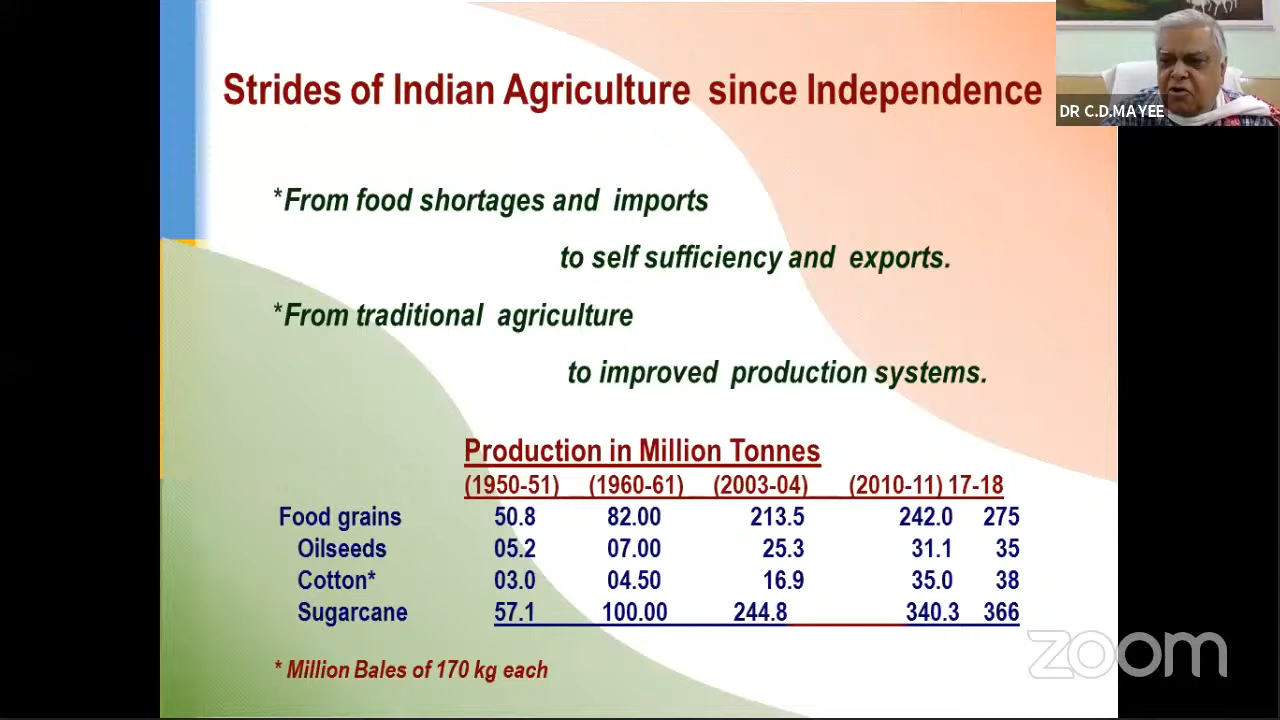 Strides of Indian Agriculture since Independence
DR C.D.MAYEE
*From food shortages and imports
to self sufficiency and exports.
*From traditional agriculture
to improved production systems.
Production in Million Tonnes
(1950-51) (1960-61) (2003-04) (2010-11) 17-18
Food grains 50.8 82.00 213.5 242.0 275
Oilseeds 05.2 07.00 25.3 31.1 35
Cotton* 03.0 04.50 16.9 35.0 38
Sugarcane 57.1 100.00 244.8 340.3 366
* Million Bales of 170 kg each
zoom